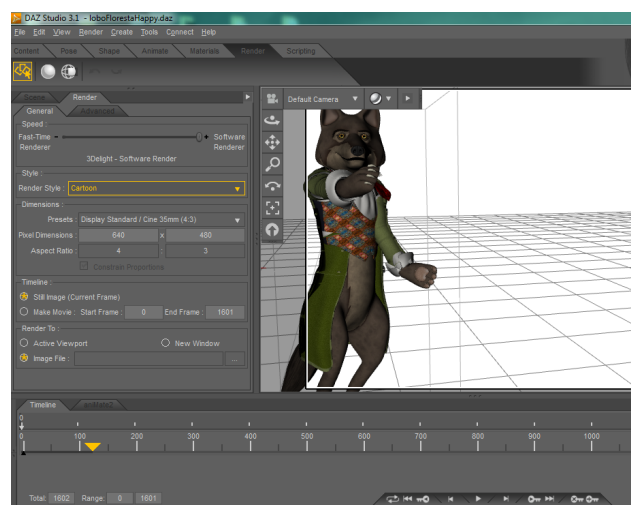 DAZ Studio 3.1 - loboFlorestaHappy.daz
File Edit View Render Create Tools Connect Help
Content Pose Shape Animate Materials Render Scripting
Scene Render
General Advanced
Speed :
Fast-Time - + Software
Renderer Renderer
3Delight - Software Render
Style :
Render Style : Cartoon
Dimensions :
Presets : Display Standard / Cine 35mm (4:3)
Pixel Dimensions : 640 x 480
Aspect Ratio : 4 : 3
Constrain Proportions
Timeline :
Still Image (Current Frame)
Make Movie : Start Frame : 0 End Frame : 1601
Render To :
Active Viewport New Window
Image File : ...
Default Camera
Timeline aniMate2
0
0 100 200 300 400 500 600 700 800 900 1000
Total: 1602 Range: 0 1601